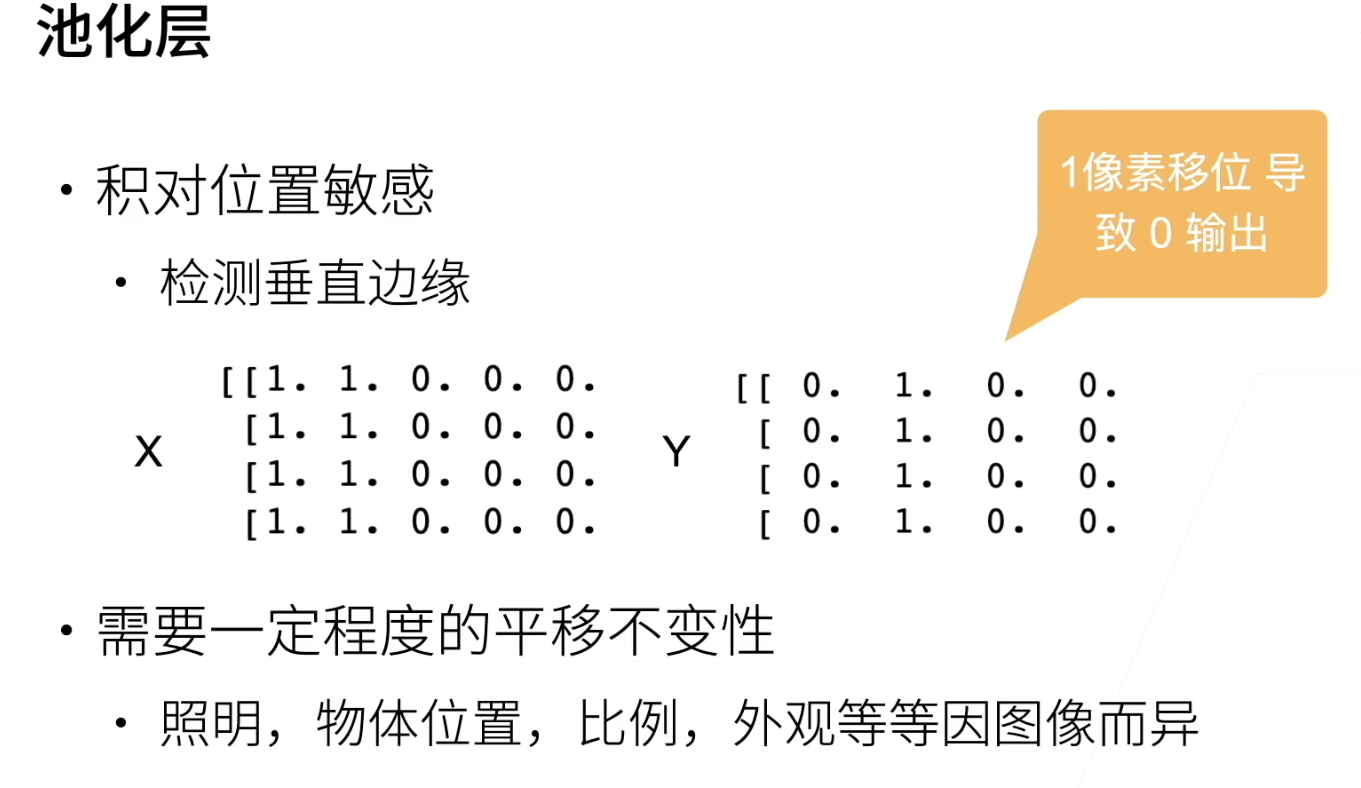 池化层
1像素移位 导
致 0 输出
• 积对位置敏感
• 检测垂直边缘
X
[[1. 1. 0. 0. 0.
[1. 1. 0. 0. 0.
[1. 1. 0. 0. 0.
[1. 1. 0. 0. 0.
Y
[[ 0. 1. 0. 0.
[ 0. 1. 0. 0.
[ 0. 1. 0. 0.
[ 0. 1. 0. 0.
• 需要一定程度的平移不变性
• 照明，物体位置，比例，外观等等因图像而异